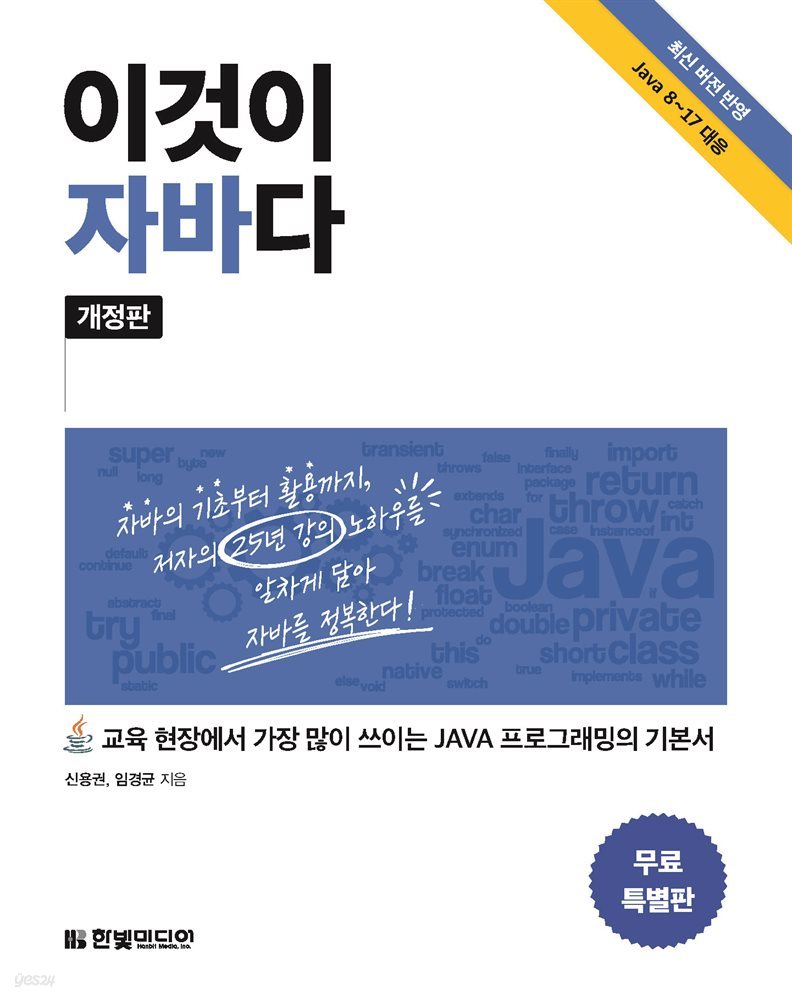 최신 버전 반영
Java 8~17 대응
이것이
자바다
개정판
super
new
null
long
byte
transient
false
finally
import
throws
interface
package
return
extends
for
throw
catch
char
int
synchronized
case
instanceof
enum
Java
default
continue
break
if
float
abstract
final
protected
boolean
double
private
try
public
this
do
short
class
native
true
static
else
void
switch
implements
while
자바의 기초부터 활용까지,
저자의 25년 강의 노하우를
알차게 담아
자바를 정복한다!
교육 현장에서 가장 많이 쓰이는 JAVA 프로그래밍의 기본서
신용권, 임경균 지음
무료
특별판
한빛미디어
Hanbit Media, Inc.
yes24